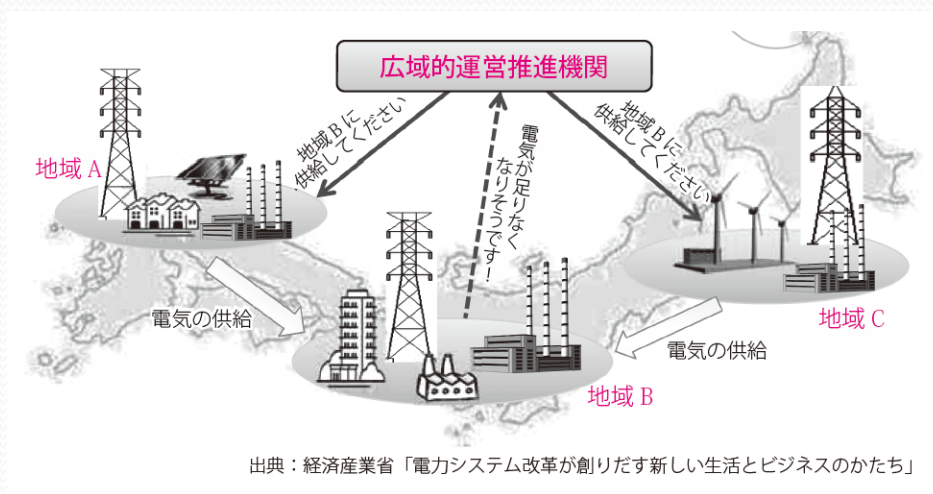 広域的運営推進機関
地域Bに
供給してください
電気が足りなく
なりそうです！
地域Bに
供給してください
地域A
電気の供給
地域B
電気の供給
地域C
出典：経済産業省「電力システム改革が創りだす新しい生活とビジネスのかたち」